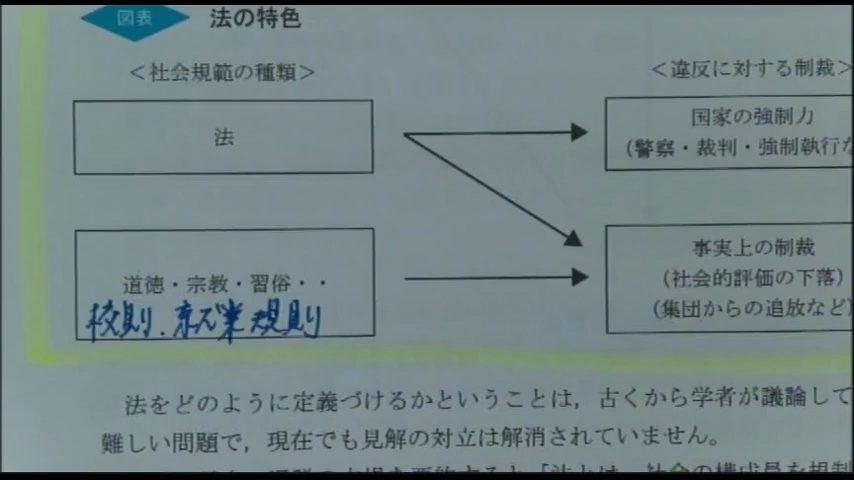 図表 法の特色
<社会規範の種類>
<違反に対する制裁>
法
国家の強制力
(警察・裁判・強制執行な
道徳・宗教・習俗・・
校則・就業規則
事実上の制裁
(社会的評価の下落)
(集団からの追放など)
法をどのように定義づけるかということは，古くから学者が議論して
難しい問題で，現在でも見解の対立は解消されていません。